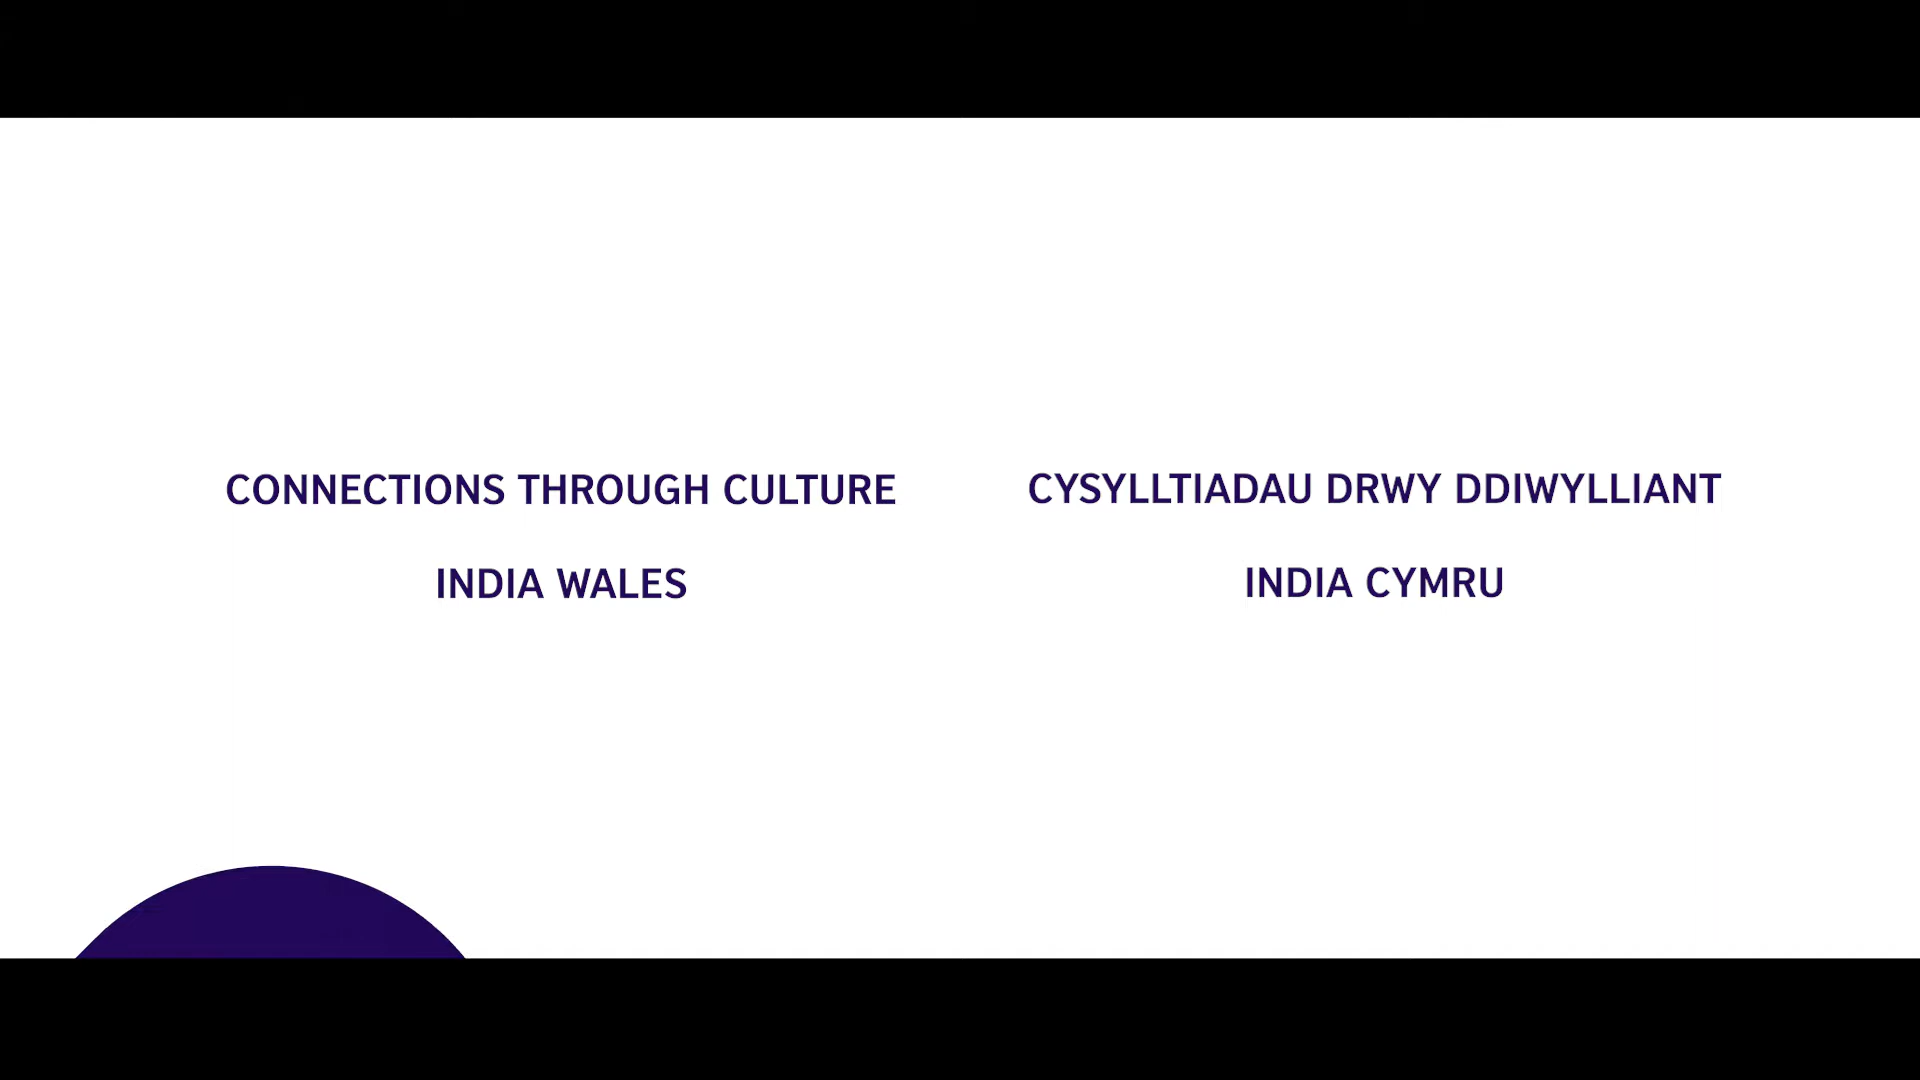 CONNECTIONS THROUGH CULTURE
INDIA WALES
CYSYLLTIADAU DRWY DDIWYLLIANT
INDIA CYMRU